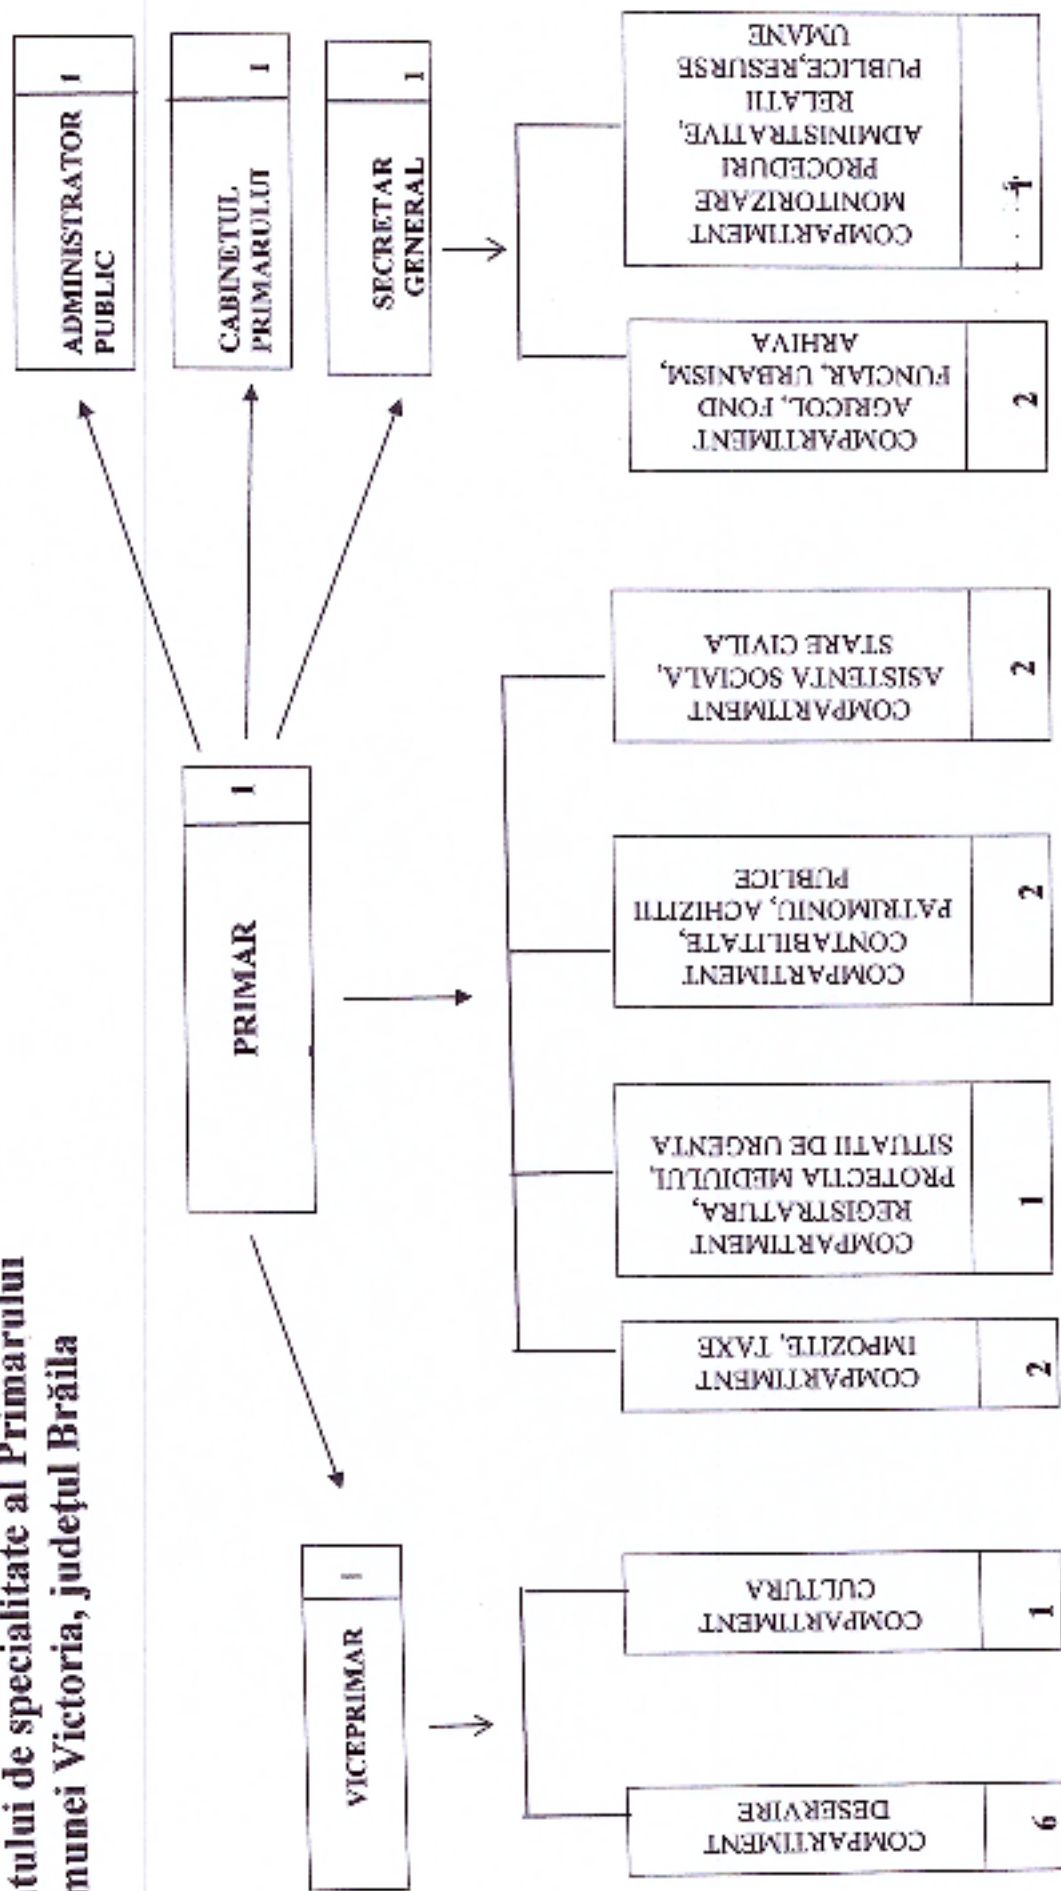 tului de specialitate al Primarului
munei Victoria, județul Brăila
ADMINISTRATOR
PUBLIC
1
CABINETUL
PRIMARULUI
1
SECRETAR
GENERAL
1
PRIMAR
1
VICEPRIMAR
1
COMPARTIMENT
DESERVIRE
6
COMPARTIMENT
CULTURA
1
COMPARTIMENT
IMPOZITE, TAXE
2
COMPARTIMENT
REGISTRATURA,
PROTECTIA MEDIULUI,
SITUATII DE URGENTA
1
COMPARTIMENT
CONTABILITATE,
PATRIMONIU, ACHIZITII
PUBLICE
2
COMPARTIMENT
ASISTENTA SOCIALA,
STARE CIVILA
2
COMPARTIMENT
AGRICOL, FOND
FUNCIAR, URBANISM,
ARHIVA
2
COMPARTIMENT
MONITORIZARE
PROCEDURI
ADMINISTRATIVE,
RELATII
PUBLICE,RESURSE
UMANE
1